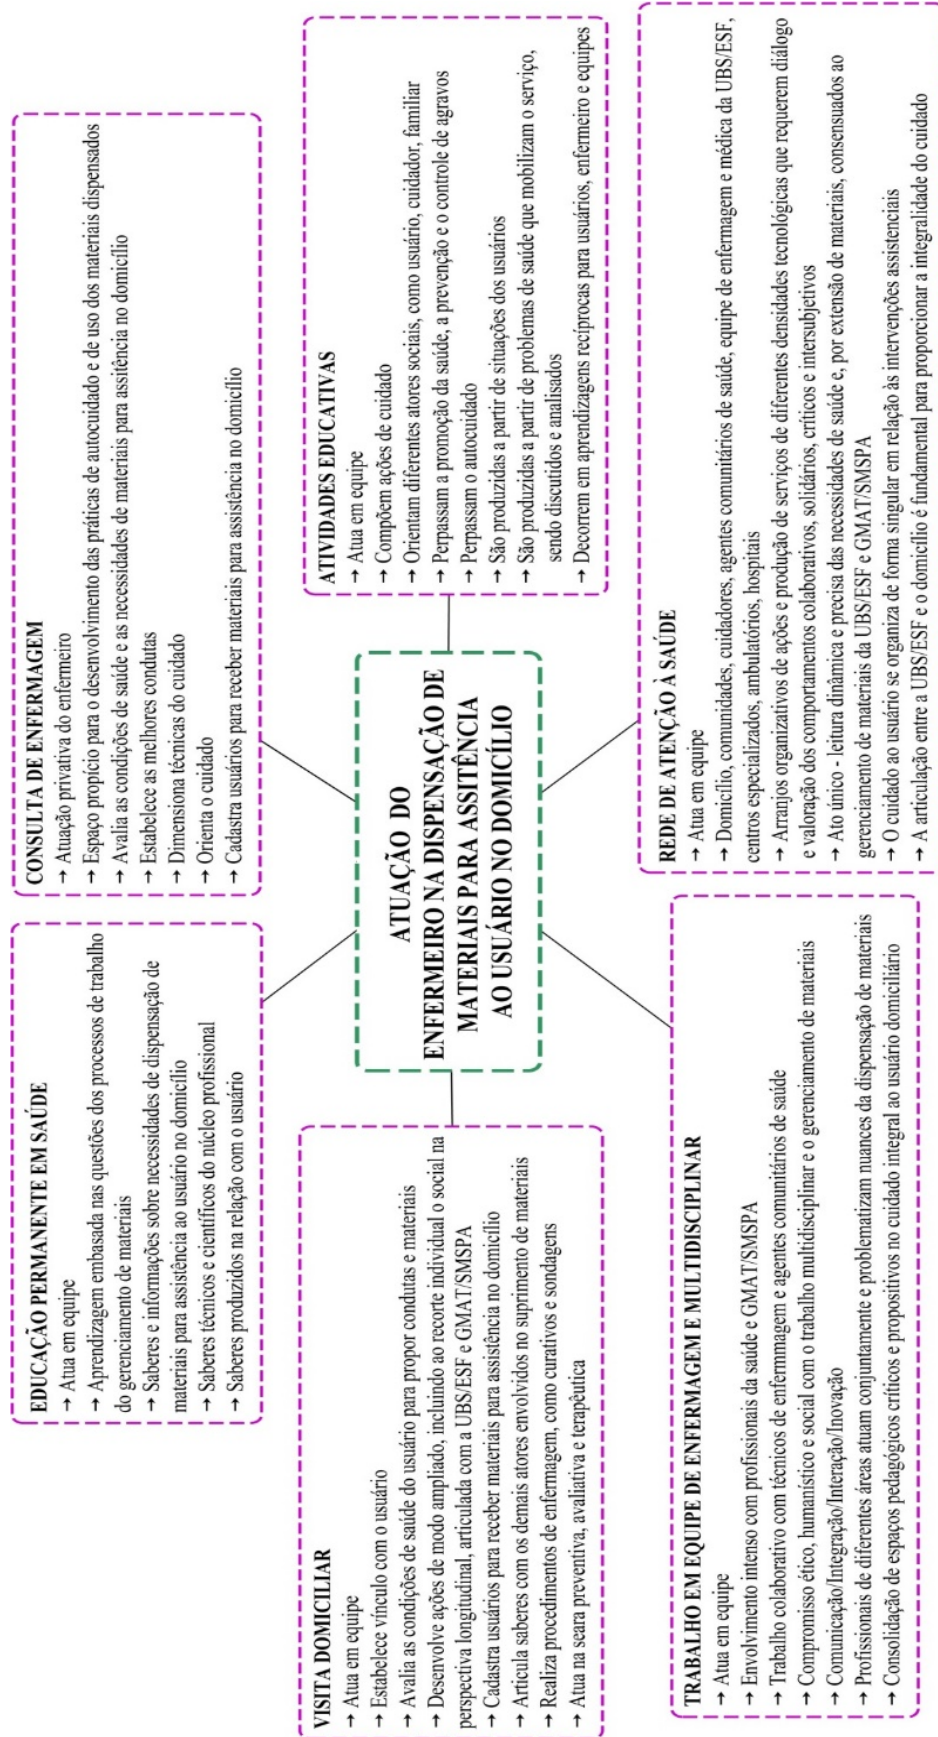 EDUCAÇÃO PERMANENTE EM SAÚDE
→ Atua em equipe
→ Aprendizagem embasada nas questões dos processos de trabalho
do gerenciamento de materiais
→ Saberes e informações sobre necessidades de dispensação de
materiais para assistência ao usuário no domicílio
→ Saberes técnicos e científicos do núcleo profissional
→ Saberes produzidos na relação com o usuário
CONSULTA DE ENFERMAGEM
→ Atuação privativa do enfermeiro
→ Espaço propício para o desenvolvimento das práticas de autocuidado e de uso dos materiais dispensados
→ Avalia as condições de saúde e as necessidades de materiais para assitência no domicílio
→ Estabelece as melhores condutas
→ Dimensiona técnicas do cuidado
→ Orienta o cuidado
→ Cadastra usuários para receber materiais para assistência no domicílio
VISITA DOMICILIAR
→ Atua em equipe
→ Estabelece vínculo com o usuário
→ Avalia as condições de saúde do usuário para propor condutas e materiais
→ Desenvolve ações de modo ampliado, incluindo ao recorte individual o social na
perspectiva longitudinal, articulada com a UBS/ESF e GMAT/SMSPA
→ Cadastra usuários para receber materiais para assistência no domicílio
→ Articula saberes com os demais atores envolvidos no suprimento de materiais
→ Realiza procedimentos de enfermagem, como curativos e sondagens
→ Atua na seara preventiva, avaliativa e terapêutica
ATUAÇÃO DO
ENFERMEIRO NA DISPENSAÇÃO DE
MATERIAIS PARA ASSISTÊNCIA
AO USUÁRIO NO DOMICÍLIO
ATIVIDADES EDUCATIVAS
→ Atua em equipe
→ Compõem ações de cuidado
→ Orientam diferentes atores sociais, como usuário, cuidador, familiar
→ Perpassam a promoção da saúde, a prevenção e o controle de agravos
→ Perpassam o autocuidado
→ São produzidas a partir de situações dos usuários
→ São produzidas a partir de problemas de saúde que mobilizam o serviço,
sendo discutidos e analisados
→ Decorrem em aprendizagens recíprocas para usuários, enfermeiro e equipes
TRABALHO EM EQUIPE DE ENFERMAGEM E MULTIDISCIPLINAR
→ Atua em equipe
→ Envolvimento intenso com profissionais da saúde e GMAT/SMSPA
→ Trabalho colaborativo com técnicos de enfermmagem e agentes comunitários de saúde
→ Compromisso ético, humanístico e social com o trabalho multidisciplinar e o gerenciamento de materiais
→ Comunicação/Integração/Interação/Inovação
→ Profissionais de diferentes áreas atuam conjuntamente e problematizam nuances da dispensação de materiais
→ Consolidação de espaços pedagógicos críticos e propositivos no cuidado integral ao usuário domiciliário
REDE DE ATENÇÃO À SAÚDE
→ Atua em equipe
→ Domicílio, comunidades, cuidadores, agentes comunitários de saúde, equipe de enfermagem e médica da UBS/ESF,
centros especializados, ambulatórios, hospitais
→ Arranjos organizativos de ações e produção de serviços de diferentes densidades tecnológicas que requerem diálogo
e valoração dos comportamentos colaborativos, solidários, críticos e intersubjetivos
→ Ato único - leitura dinâmica e precisa das necessidades de saúde e, por extensão de materiais, consensuados ao
gerenciamento de materiais da UBS/ESF e GMAT/SMSPA
→ O cuidado ao usuário se organiza de forma singular em relação às intervenções assistenciais
→ A articulação entre a UBS/ESF e o domicílio é fundamental para proporcionar a integralidade do cuidado